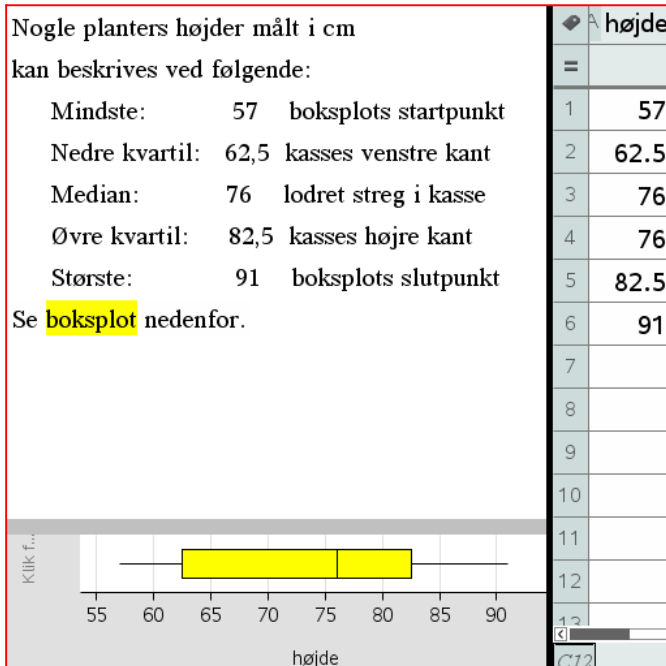 Nogle planters højder målt i cm
kan beskrives ved følgende:
Mindste: 57 boksplots startpunkt
Nedre kvartil: 62,5 kasses venstre kant
Median: 76 lodret streg i kasse
Øvre kvartil: 82,5 kasses højre kant
Største: 91 boksplots slutpunkt
Se boksplot nedenfor.
Klik f...
55 60 65 70 75 80 85 90
højde
A højde
=
1 57
2 62.5
3 76
4 76
5 82.5
6 91
7
8
9
10
11
12
13
C12